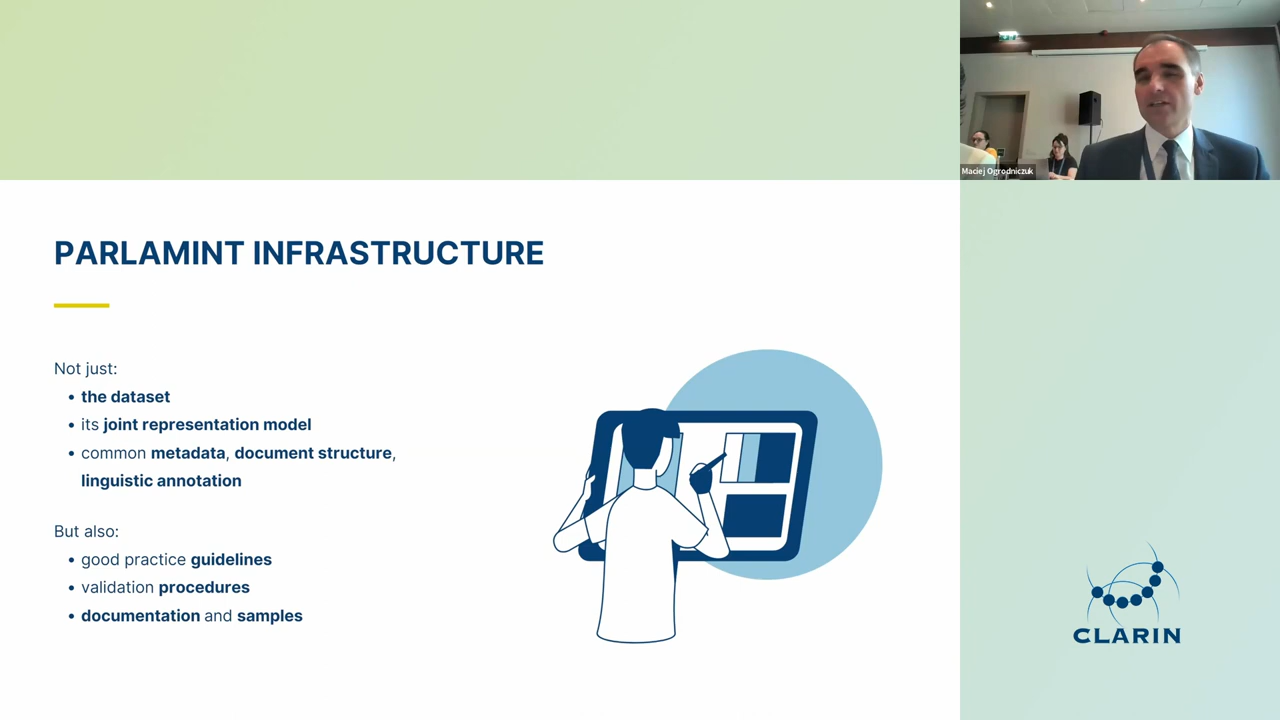 Maciej Ogrodniczuk
PARLAMINT INFRASTRUCTURE
Not just:
• the dataset
• its joint representation model
• common metadata, document structure,
linguistic annotation
But also:
• good practice guidelines
• validation procedures
• documentation and samples
CLARIN